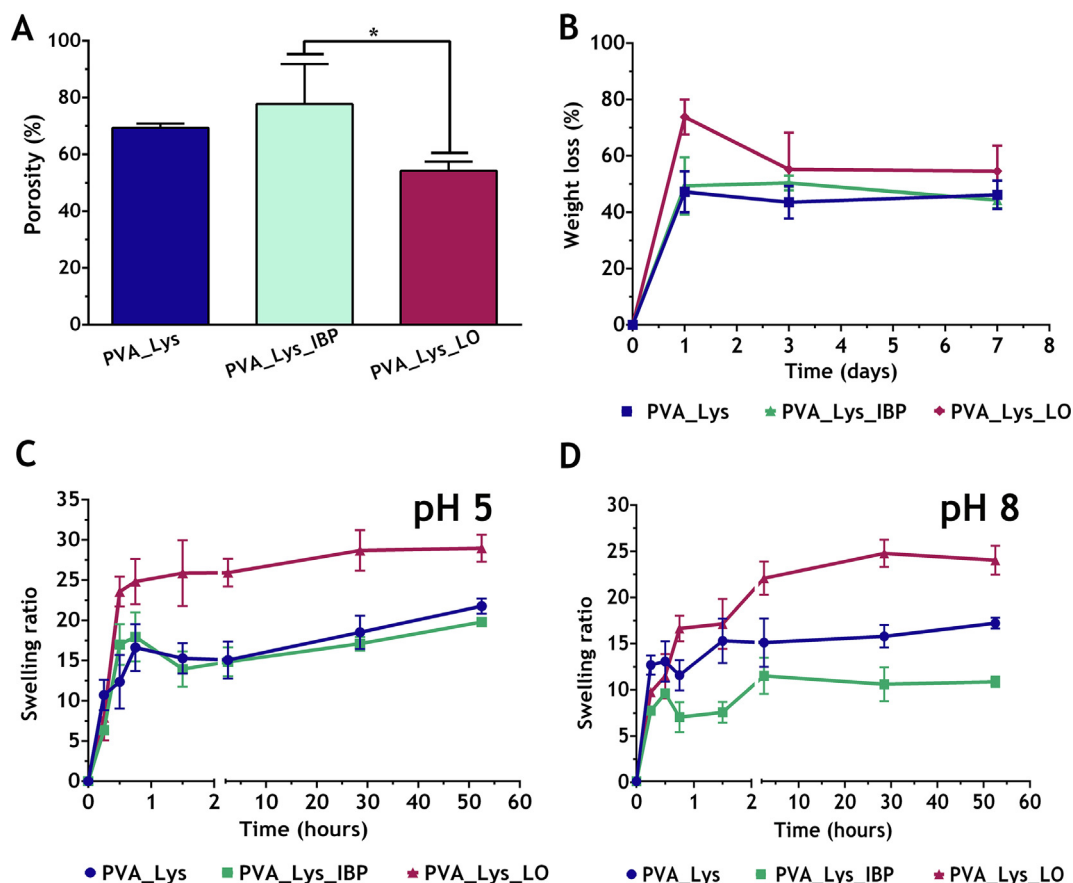 A
Porosity (%)
100
80
60
40
20
0
*
PVA_Lys
PVA_Lys_IBP
PVA_Lys_LO
B
Weight loss (%)
100
80
60
40
20
0
0 1 2 3 4 5 6 7 8
Time (days)
PVA_Lys PVA_Lys_IBP PVA_Lys_LO
C
pH 5
Swelling ratio
35
30
25
20
15
10
5
0
0 1 2 10 20 30 40 50 60
Time (hours)
PVA_Lys PVA_Lys_IBP PVA_Lys_LO
D
pH 8
Swelling ratio
30
25
20
15
10
5
0
0 1 2 10 20 30 40 50 60
Time (hours)
PVA_Lys PVA_Lys_IBP PVA_Lys_LO